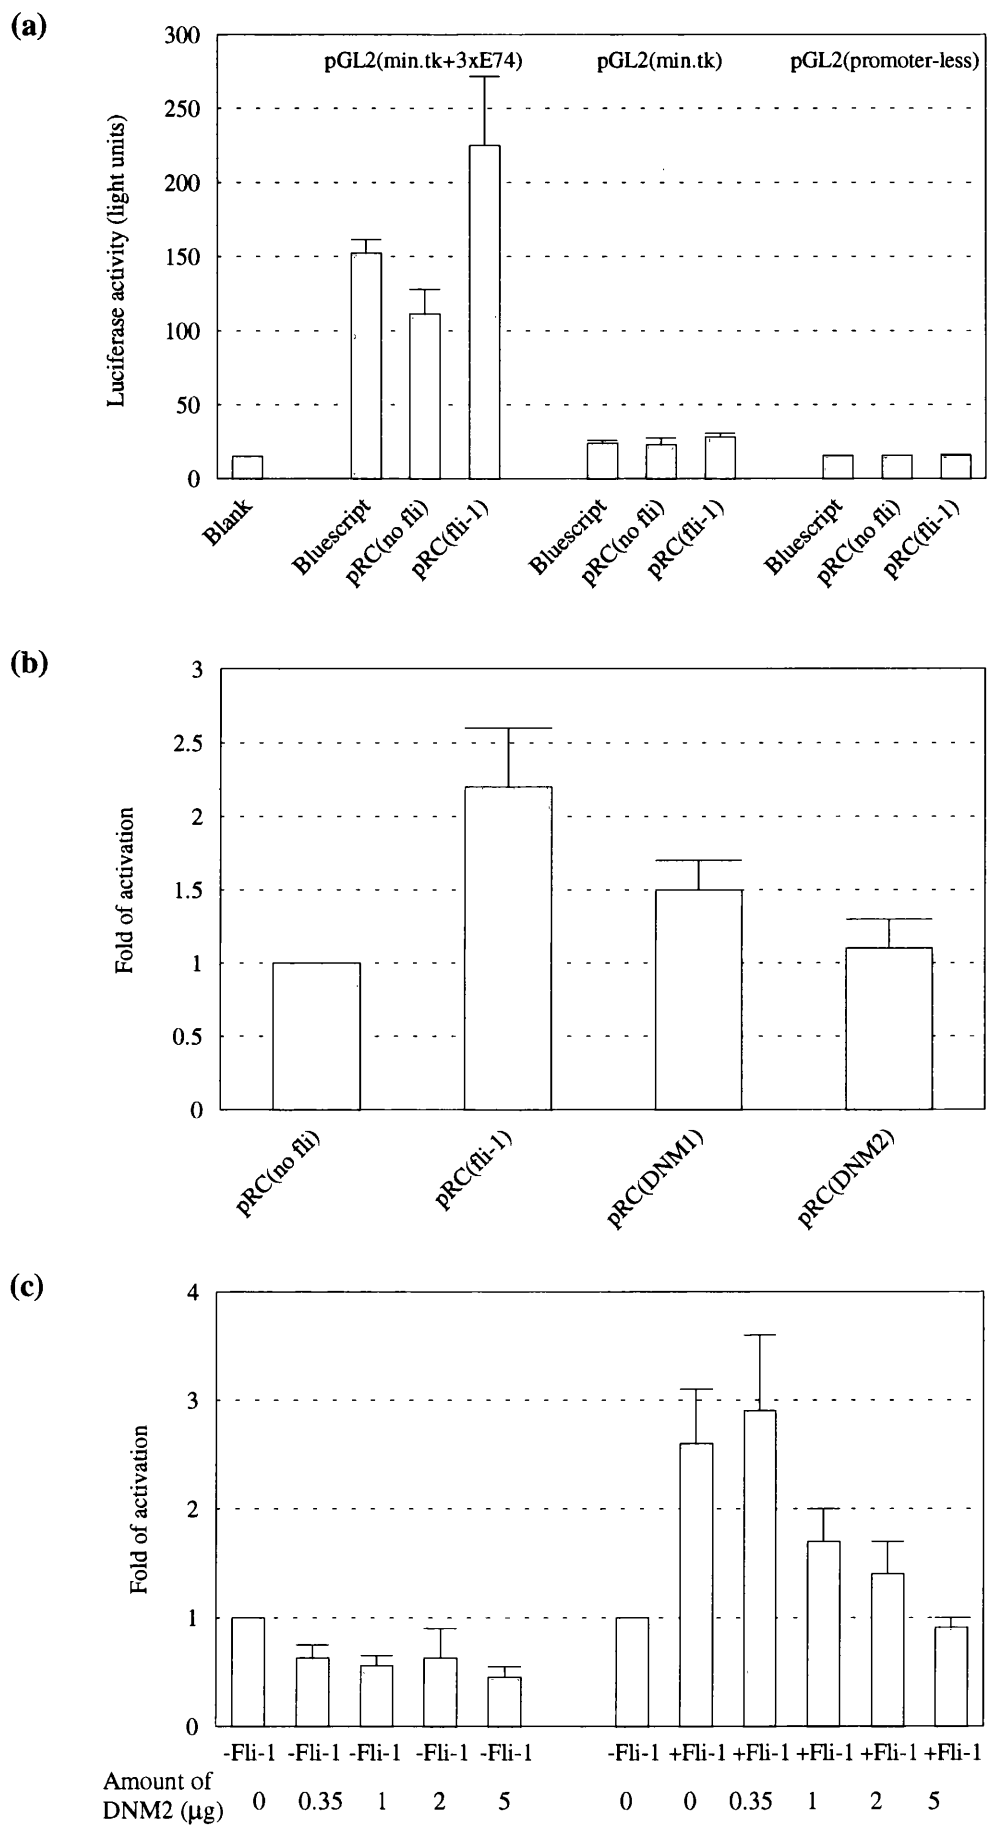 (a)
300
250
200
150
100
50
0
Luciferase activity (light units)
pGL2(min.tk+3xE74)
pGL2(min.tk)
pGL2(promoter-less)
Blank
Bluescript
pRC(no fli)
pRC(fli-1)
Bluescript
pRC(no fli)
pRC(fli-1)
Bluescript
pRC(no fli)
pRC(fli-1)
(b)
3
2.5
2
1.5
1
0.5
0
Fold of activation
pRC(no fli)
pRC(fli-1)
pRC(DNM1)
pRC(DNM2)
(c)
4
3
2
1
0
Fold of activation
-Fli-1 -Fli-1 -Fli-1 -Fli-1 -Fli-1 -Fli-1 +Fli-1 +Fli-1 +Fli-1 +Fli-1 +Fli-1
Amount of
DNM2 (µg) 0 0.35 1 2 5 0 0 0.35 1 2 5